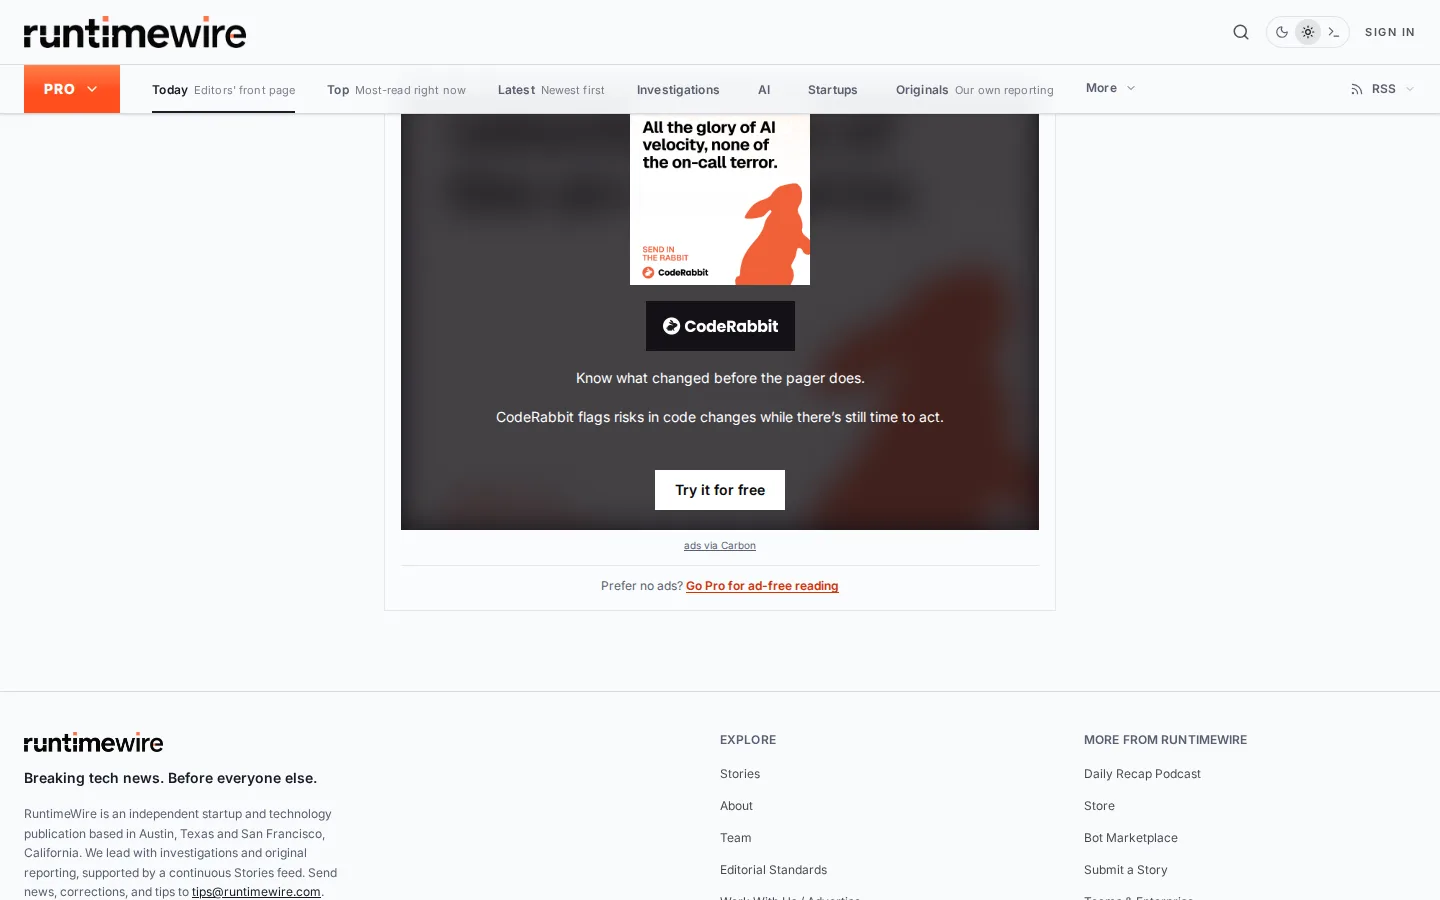 runtimewire
SIGN IN
PRO
Today Editors' front page
Top Most-read right now
Latest Newest first
Investigations
AI
Startups
Originals Our own reporting
More
RSS
All the glory of AI
velocity, none of
the on-call terror.
SEND IN
THE RABBIT
CodeRabbit
CodeRabbit
Know what changed before the pager does.
CodeRabbit flags risks in code changes while there’s still time to act.
Try it for free
ads via Carbon
Prefer no ads? Go Pro for ad-free reading
runtimewire
Breaking tech news. Before everyone else.
RuntimeWire is an independent startup and technology
publication based in Austin, Texas and San Francisco,
California. We lead with investigations and original
reporting, supported by a continuous Stories feed. Send
news, corrections, and tips to tips@runtimewire.com.
EXPLORE
Stories
About
Team
Editorial Standards
MORE FROM RUNTIMEWIRE
Daily Recap Podcast
Store
Bot Marketplace
Submit a Story